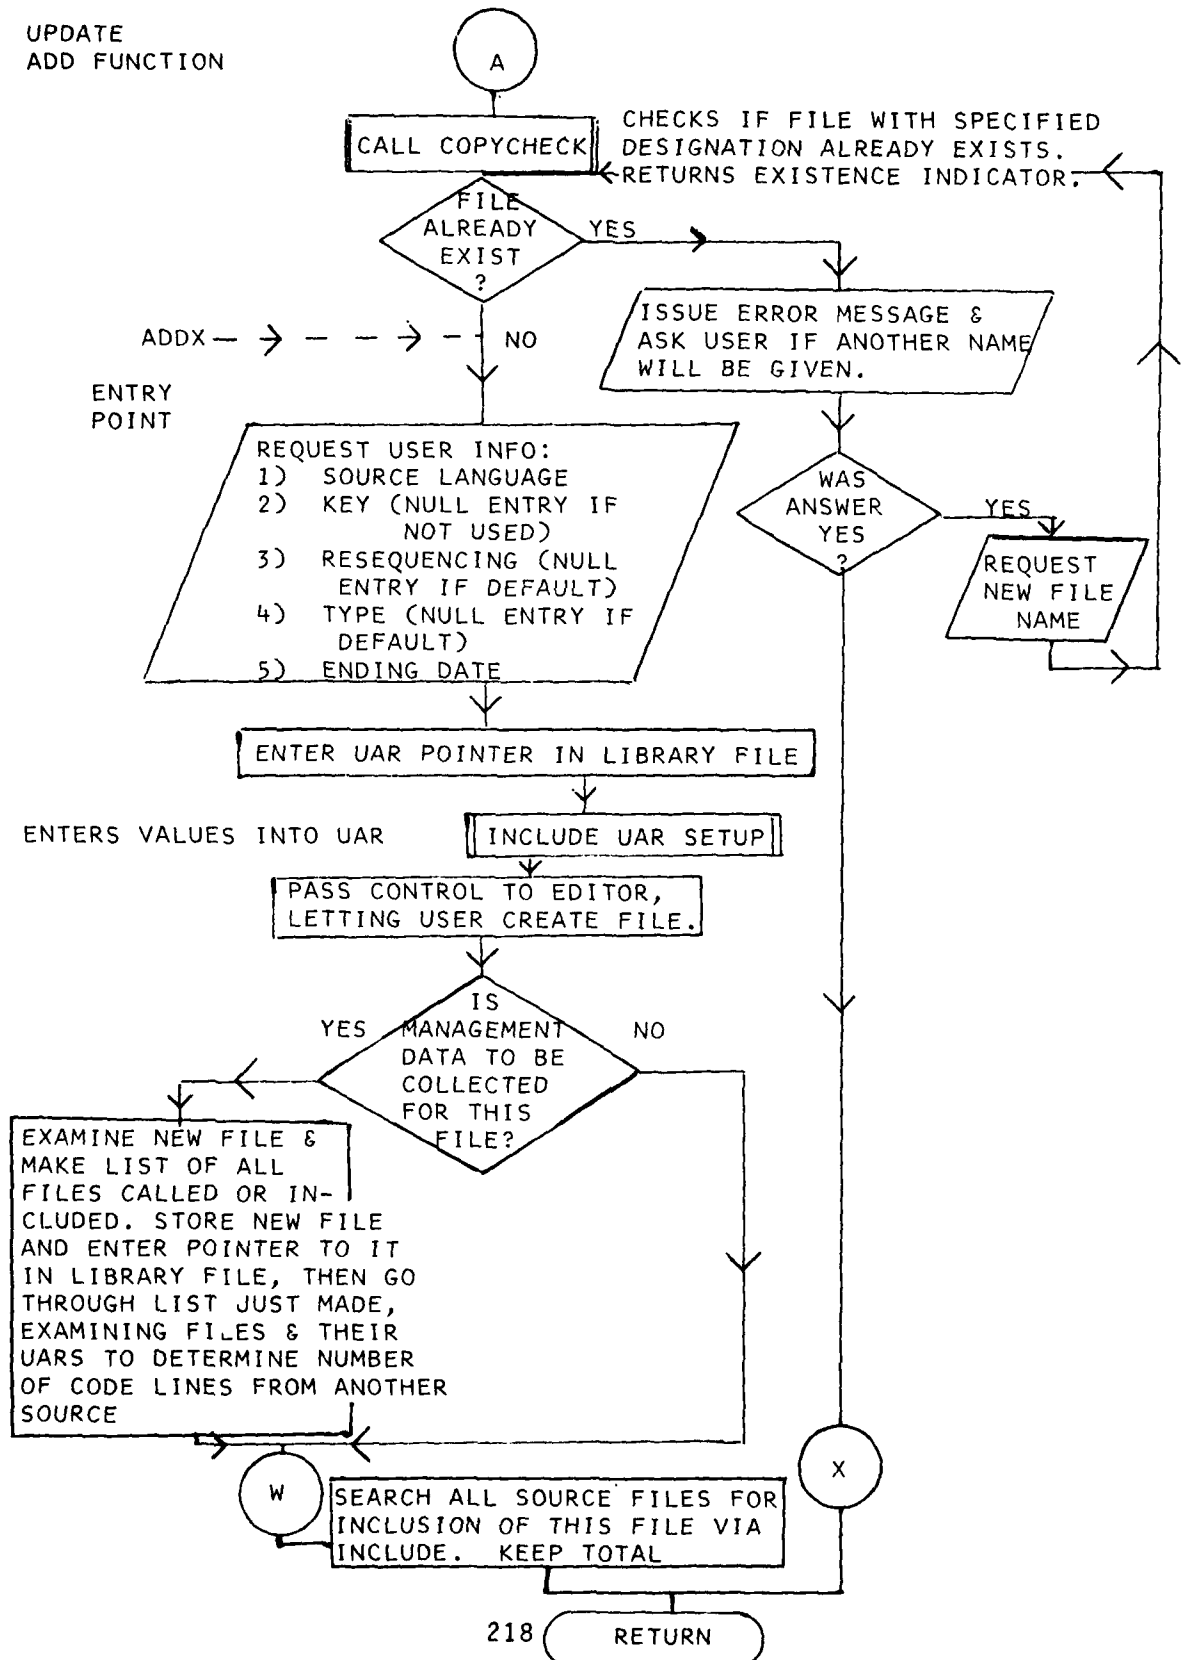 UPDATE
ADD FUNCTION
A
CALL COPYCHECK
CHECKS IF FILE WITH SPECIFIED
DESIGNATION ALREADY EXISTS.
RETURNS EXISTENCE INDICATOR.
FILE
ALREADY
EXIST
?
YES
ISSUE ERROR MESSAGE &
ASK USER IF ANOTHER NAME
WILL BE GIVEN.
ADDX
NO
ENTRY
POINT
REQUEST USER INFO:
1) SOURCE LANGUAGE
2) KEY (NULL ENTRY IF
NOT USED)
3) RESEQUENCING (NULL
ENTRY IF DEFAULT)
4) TYPE (NULL ENTRY IF
DEFAULT)
5) ENDING DATE
WAS
ANSWER
YES
?
YES
REQUEST
NEW FILE
NAME
ENTER UAR POINTER IN LIBRARY FILE
ENTERS VALUES INTO UAR
INCLUDE UAR SETUP
PASS CONTROL TO EDITOR,
LETTING USER CREATE FILE.
IS
MANAGEMENT
DATA TO BE
COLLECTED
FOR THIS
FILE?
YES
NO
EXAMINE NEW FILE &
MAKE LIST OF ALL
FILES CALLED OR IN-
CLUDED. STORE NEW FILE
AND ENTER POINTER TO IT
IN LIBRARY FILE, THEN GO
THROUGH LIST JUST MADE,
EXAMINING FILES & THEIR
UARS TO DETERMINE NUMBER
OF CODE LINES FROM ANOTHER
SOURCE
W
X
SEARCH ALL SOURCE FILES FOR
INCLUSION OF THIS FILE VIA
INCLUDE. KEEP TOTAL
218
RETURN